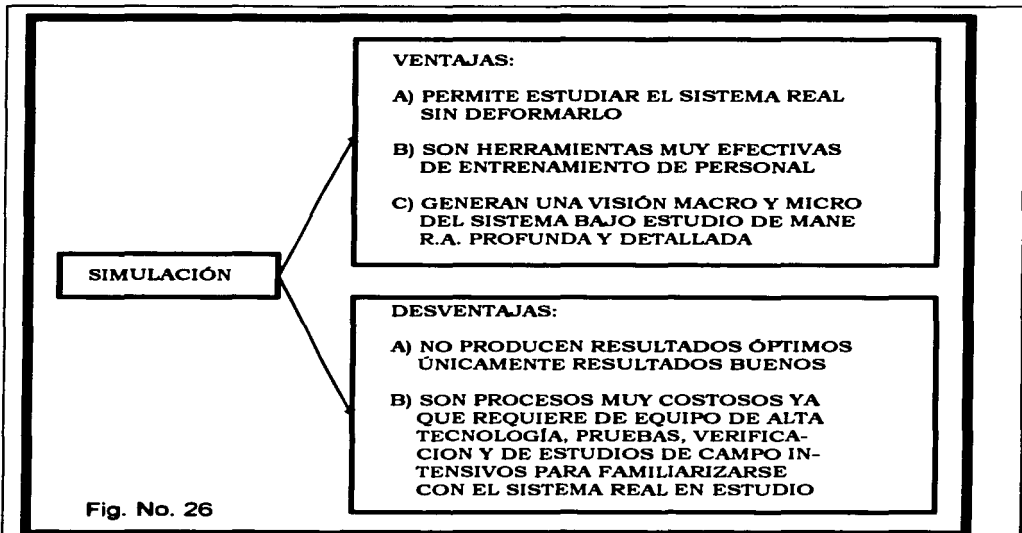 VENTAJAS:
A) PERMITE ESTUDIAR EL SISTEMA REAL
SIN DEFORMARLO
B) SON HERRAMIENTAS MUY EFECTIVAS
DE ENTRENAMIENTO DE PERSONAL
C) GENERAN UNA VISIÓN MACRO Y MICRO
DEL SISTEMA BAJO ESTUDIO DE MANE
R.A. PROFUNDA Y DETALLADA
SIMULACIÓN
DESVENTAJAS:
A) NO PRODUCEN RESULTADOS ÓPTIMOS
ÚNICAMENTE RESULTADOS BUENOS
B) SON PROCESOS MUY COSTOSOS YA
QUE REQUIERE DE EQUIPO DE ALTA
TECNOLOGÍA, PRUEBAS, VERIFICA-
CION Y DE ESTUDIOS DE CAMPO IN-
TENSIVOS PARA FAMILIARIZARSE
CON EL SISTEMA REAL EN ESTUDIO
Fig. No. 26